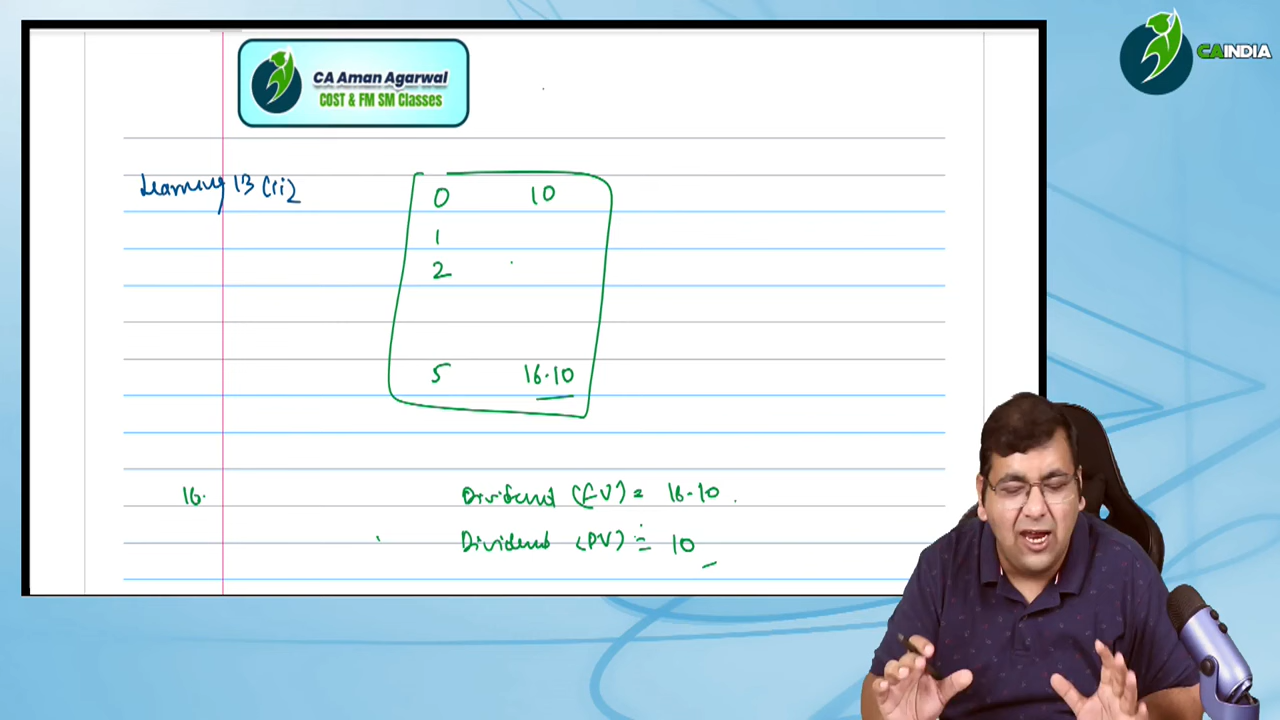 CA Aman Agarwal
COST & FM SM Classes
CAINDIA
Learning 13 (ii)
0 10
1
2
5 16.10
16.
Dividend (FV) = 16.10
Dividend (PV) = 10